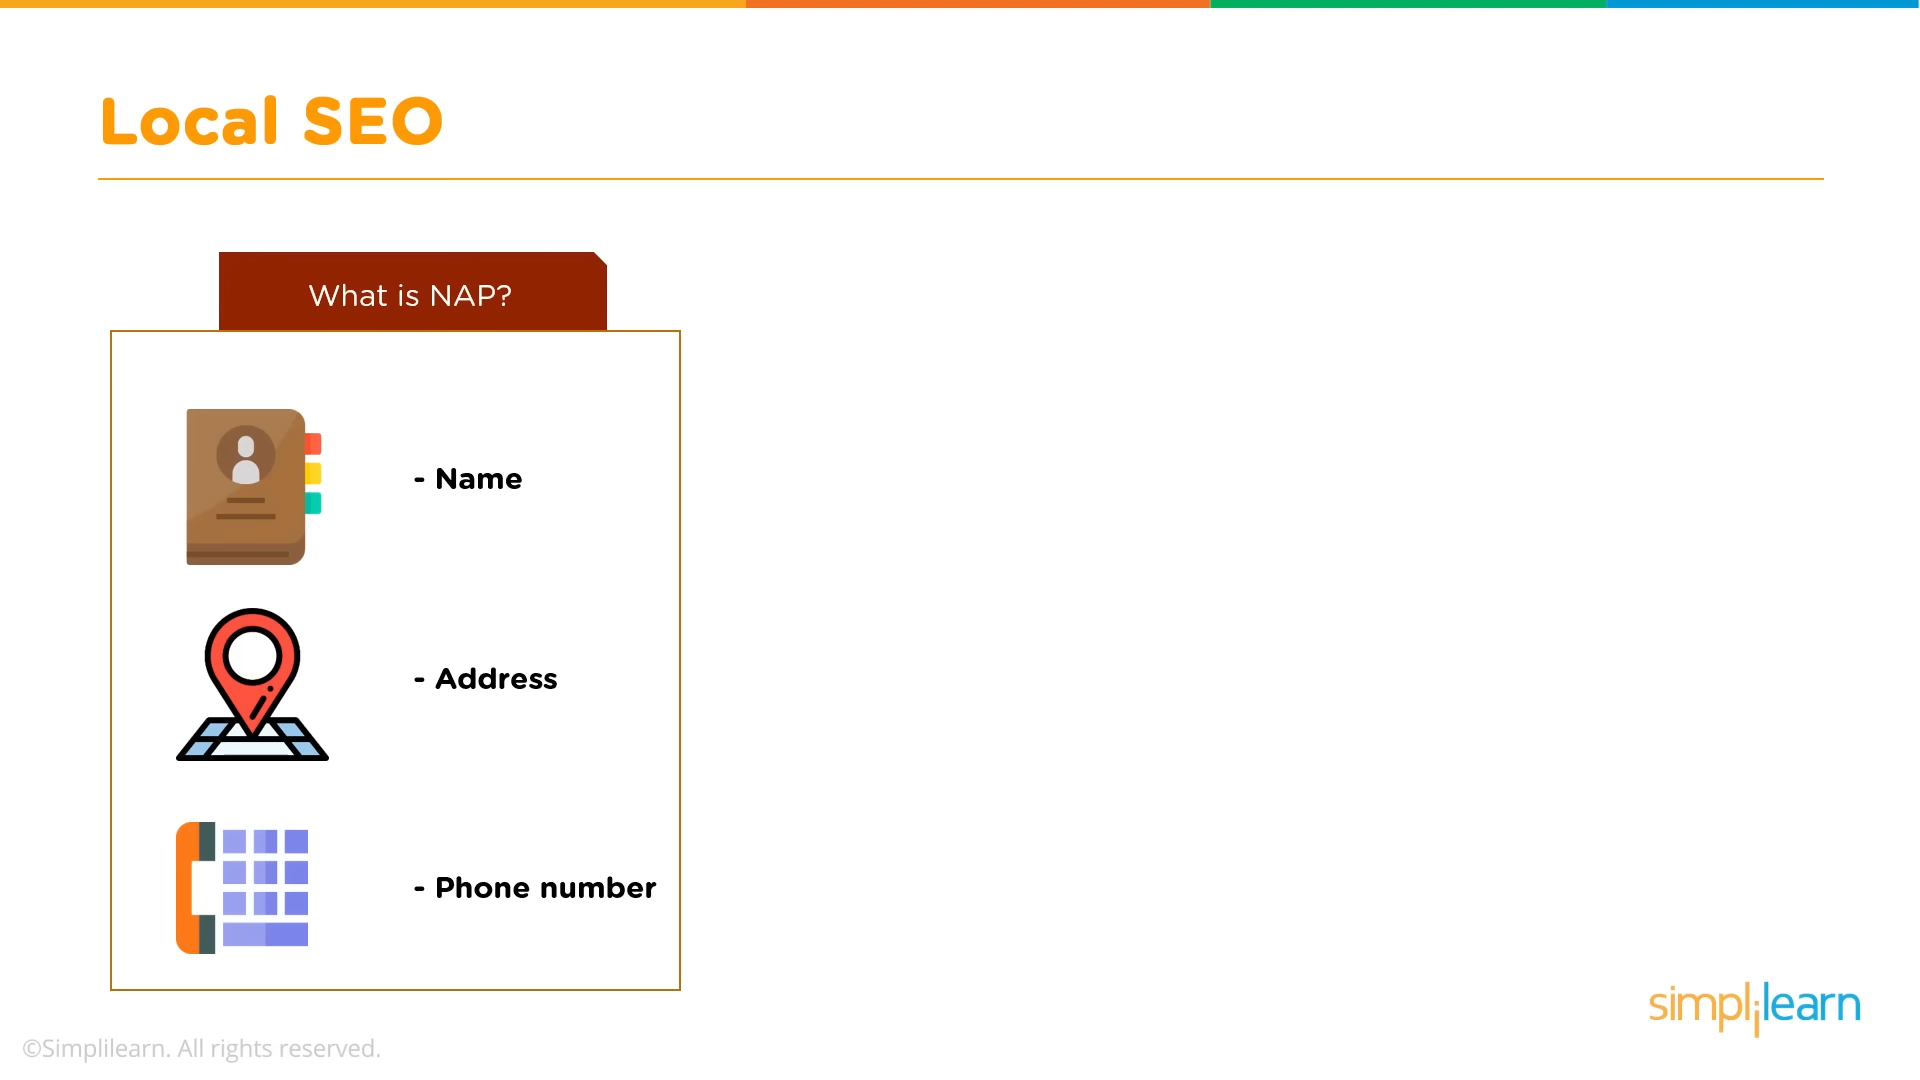 Local SEO
What is NAP?
- Name
- Address
- Phone number
simplilearn
©Simplilearn. All rights reserved.